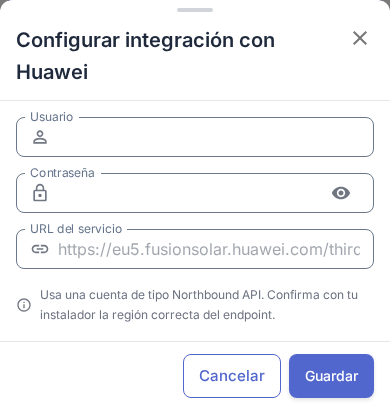 Configurar integración con
Huawei
Usuario
Contraseña
URL del servicio
https://eu5.fusionsolar.huawei.com/thirc
Usa una cuenta de tipo Northbound API. Confirma con tu
instalador la región correcta del endpoint.
Cancelar
Guardar